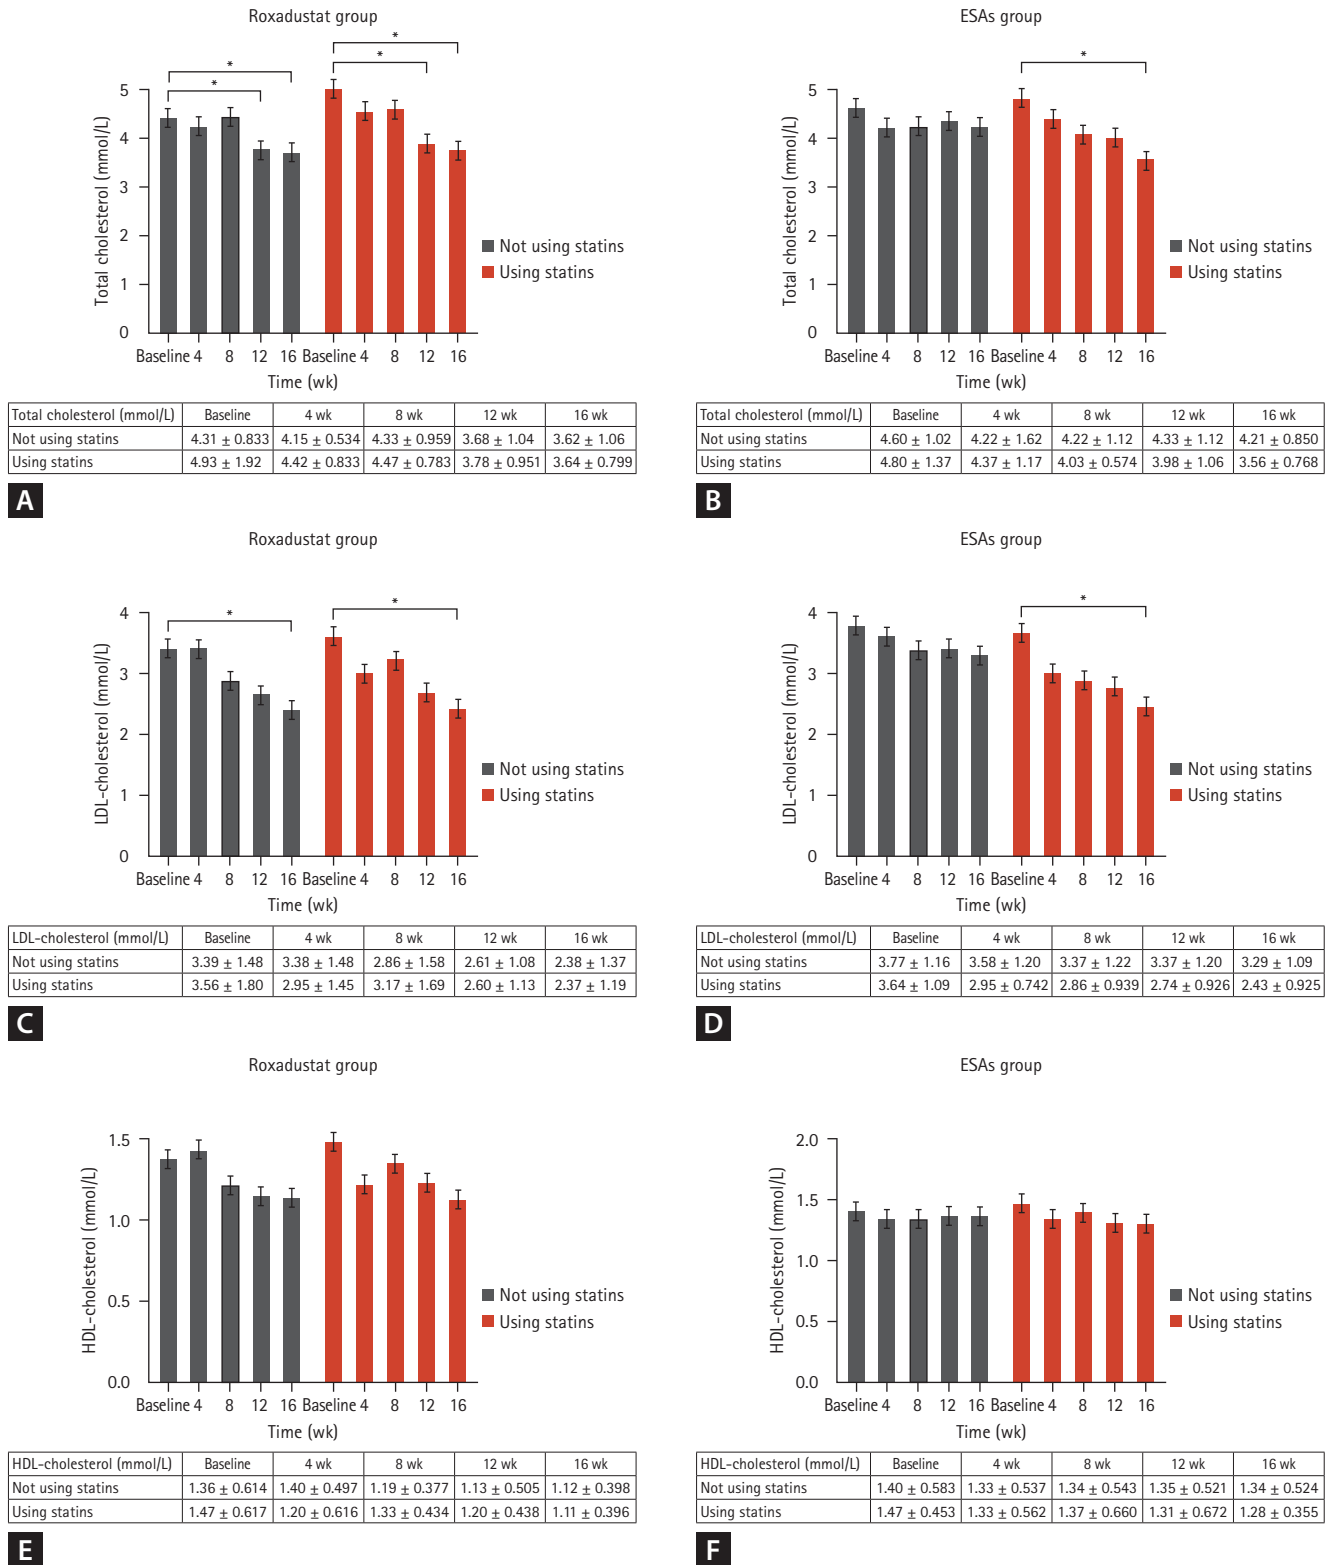 Roxadustat group
*
*
*
*
Total cholesterol (mmol/L)
5
4
3
2
1
0
Not using statins
Using statins
Baseline 4 8 12 16 Baseline 4 8 12 16
Time (wk)
Total cholesterol (mmol/L) Baseline 4 wk 8 wk 12 wk 16 wk
Not using statins 4.31 ± 0.833 4.15 ± 0.534 4.33 ± 0.959 3.68 ± 1.04 3.62 ± 1.06
Using statins 4.93 ± 1.92 4.42 ± 0.833 4.47 ± 0.783 3.78 ± 0.951 3.64 ± 0.799
A
ESAs group
*
Total cholesterol (mmol/L)
5
4
3
2
1
0
Not using statins
Using statins
Baseline 4 8 12 16 Baseline 4 8 12 16
Time (wk)
Total cholesterol (mmol/L) Baseline 4 wk 8 wk 12 wk 16 wk
Not using statins 4.60 ± 1.02 4.22 ± 1.62 4.22 ± 1.12 4.33 ± 1.12 4.21 ± 0.850
Using statins 4.80 ± 1.37 4.37 ± 1.17 4.03 ± 0.574 3.98 ± 1.06 3.56 ± 0.768
B
Roxadustat group
*
*
LDL-cholesterol (mmol/L)
4
3
2
1
0
Not using statins
Using statins
Baseline 4 8 12 16 Baseline 4 8 12 16
Time (wk)
LDL-cholesterol (mmol/L) Baseline 4 wk 8 wk 12 wk 16 wk
Not using statins 3.39 ± 1.48 3.38 ± 1.48 2.86 ± 1.58 2.61 ± 1.08 2.38 ± 1.37
Using statins 3.56 ± 1.80 2.95 ± 1.45 3.17 ± 1.69 2.60 ± 1.13 2.37 ± 1.19
C
ESAs group
*
LDL-cholesterol (mmol/L)
4
3
2
1
0
Not using statins
Using statins
Baseline 4 8 12 16 Baseline 4 8 12 16
Time (wk)
LDL-cholesterol (mmol/L) Baseline 4 wk 8 wk 12 wk 16 wk
Not using statins 3.77 ± 1.16 3.58 ± 1.20 3.37 ± 1.22 3.37 ± 1.20 3.29 ± 1.09
Using statins 3.64 ± 1.09 2.95 ± 0.742 2.86 ± 0.939 2.74 ± 0.926 2.43 ± 0.925
D
Roxadustat group
HDL-cholesterol (mmol/L)
1.5
1.0
0.5
0.0
Not using statins
Using statins
Baseline 4 8 12 16 Baseline 4 8 12 16
Time (wk)
HDL-cholesterol (mmol/L) Baseline 4 wk 8 wk 12 wk 16 wk
Not using statins 1.36 ± 0.614 1.40 ± 0.497 1.19 ± 0.377 1.13 ± 0.505 1.12 ± 0.398
Using statins 1.47 ± 0.617 1.20 ± 0.616 1.33 ± 0.434 1.20 ± 0.438 1.11 ± 0.396
E
ESAs group
HDL-cholesterol (mmol/L)
2.0
1.5
1.0
0.5
0.0
Not using statins
Using statins
Baseline 4 8 12 16 Baseline 4 8 12 16
Time (wk)
HDL-cholesterol (mmol/L) Baseline 4 wk 8 wk 12 wk 16 wk
Not using statins 1.40 ± 0.583 1.33 ± 0.537 1.34 ± 0.543 1.35 ± 0.521 1.34 ± 0.524
Using statins 1.47 ± 0.453 1.33 ± 0.562 1.37 ± 0.660 1.31 ± 0.672 1.28 ± 0.355
F